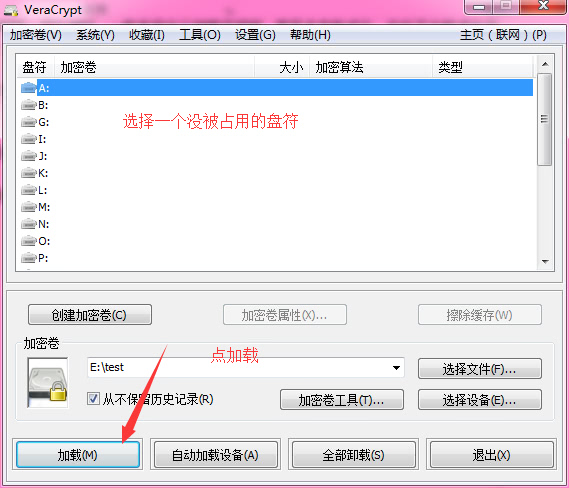 VeraCrypt
加密卷(V) 系统(Y) 收藏(I) 工具(O) 设置(G) 帮助(H) 主页（联网）(P)
盘符 加密卷 大小 加密算法 类型
A:
B:
G:
I:
J:
K:
L:
M:
N:
O:
P:
选择一个没被占用的盘符
创建加密卷(C) 加密卷属性(X)... 擦除缓存(W)
加密卷
点加载
E:\test 选择文件(F)...
从不保留历史记录(R) 加密卷工具(T)... 选择设备(E)...
加载(M) 自动加载设备(A) 全部卸载(S) 退出(X)